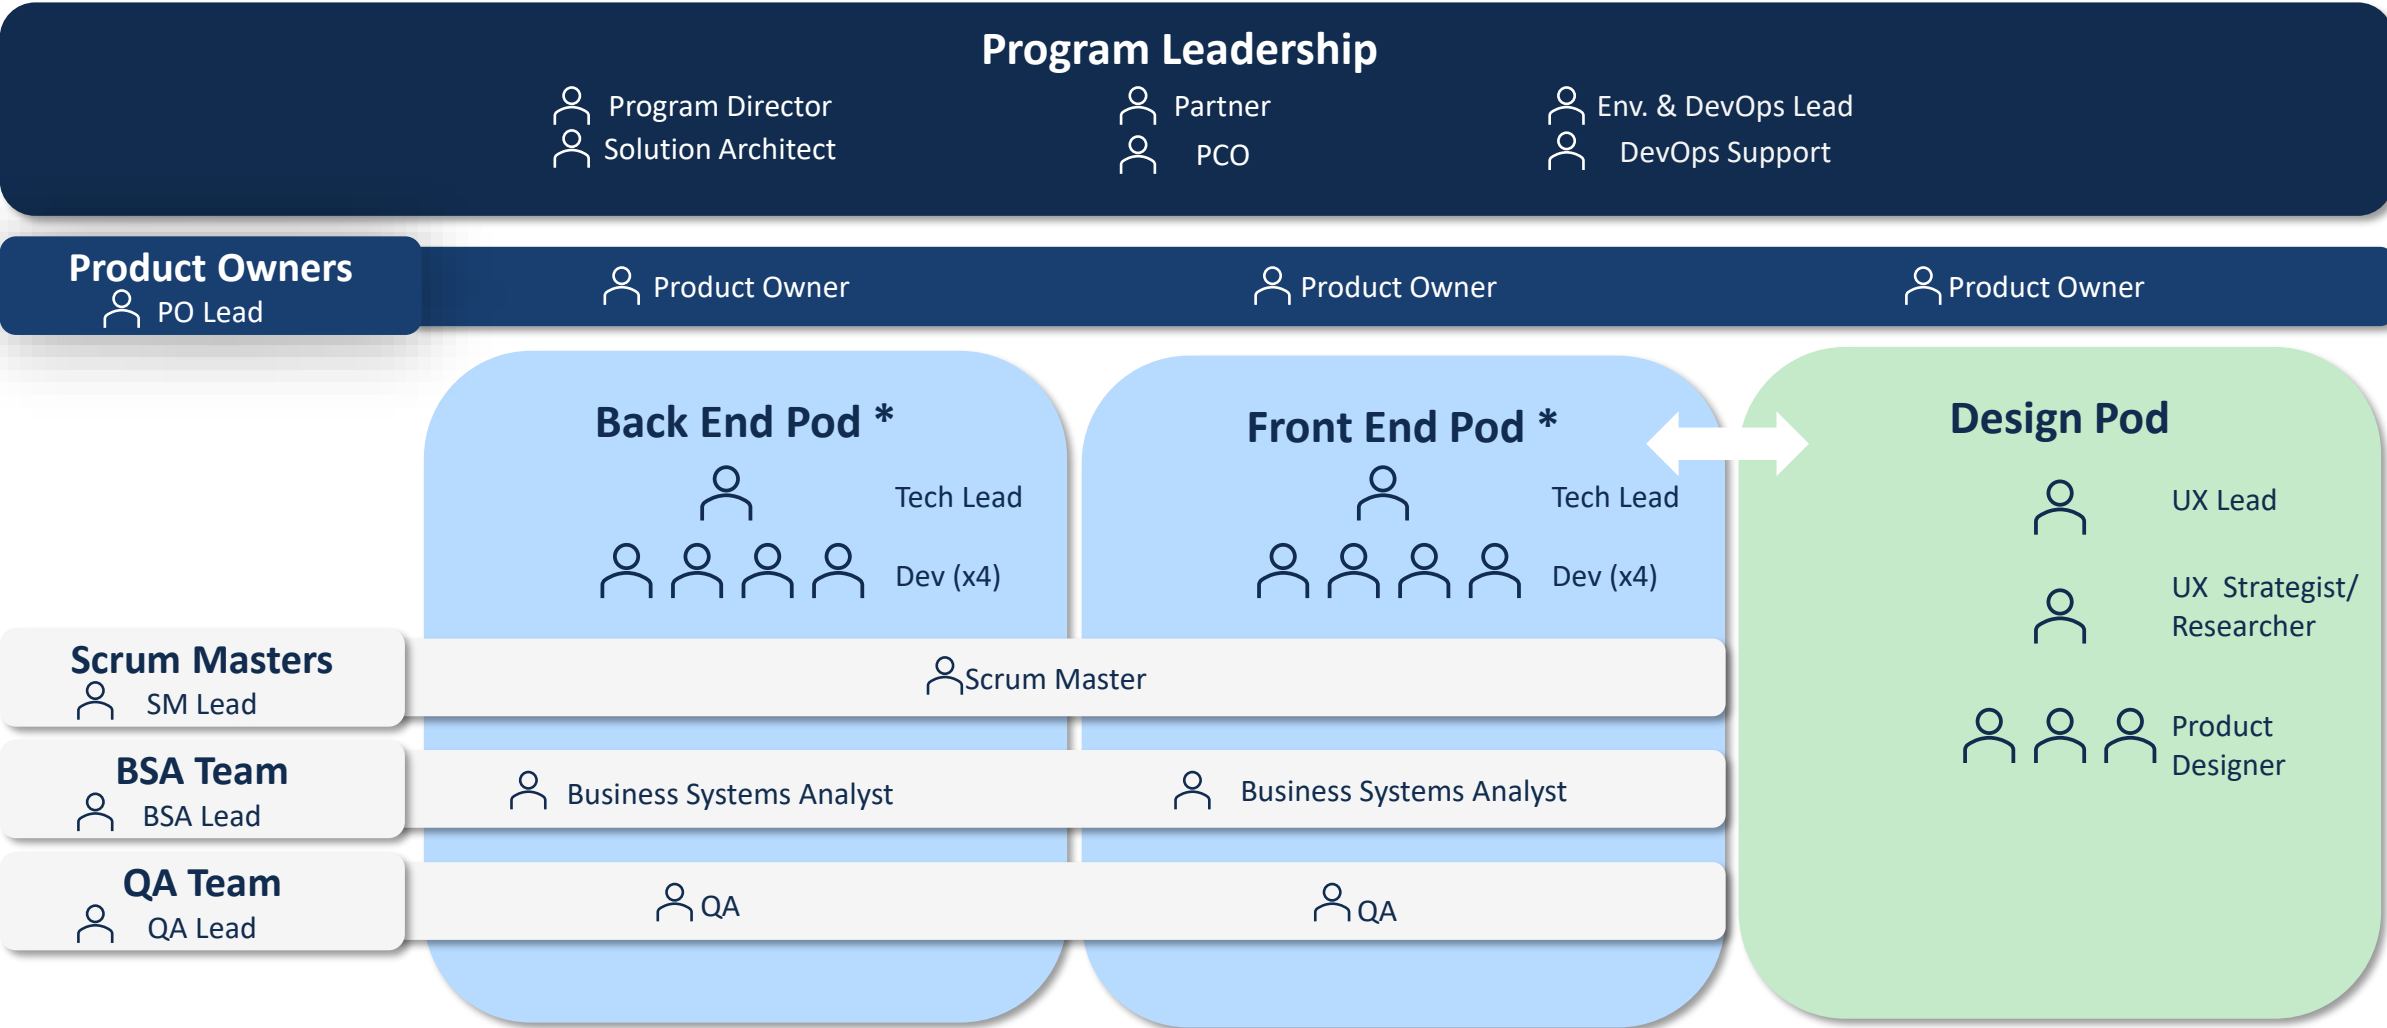 Program Leadership
Program Director
Partner
Env. & DevOps Lead
Solution Architect
PCO
DevOps Support
Product Owners
PO Lead
Product Owner
Product Owner
Product Owner
Back End Pod *
Tech Lead
Dev (x4)
Front End Pod *
Tech Lead
Dev (x4)
Design Pod
UX Lead
UX Strategist/
Researcher
Product
Designer
Scrum Masters
SM Lead
Scrum Master
BSA Team
BSA Lead
Business Systems Analyst
Business Systems Analyst
QA Team
QA Lead
QA
QA